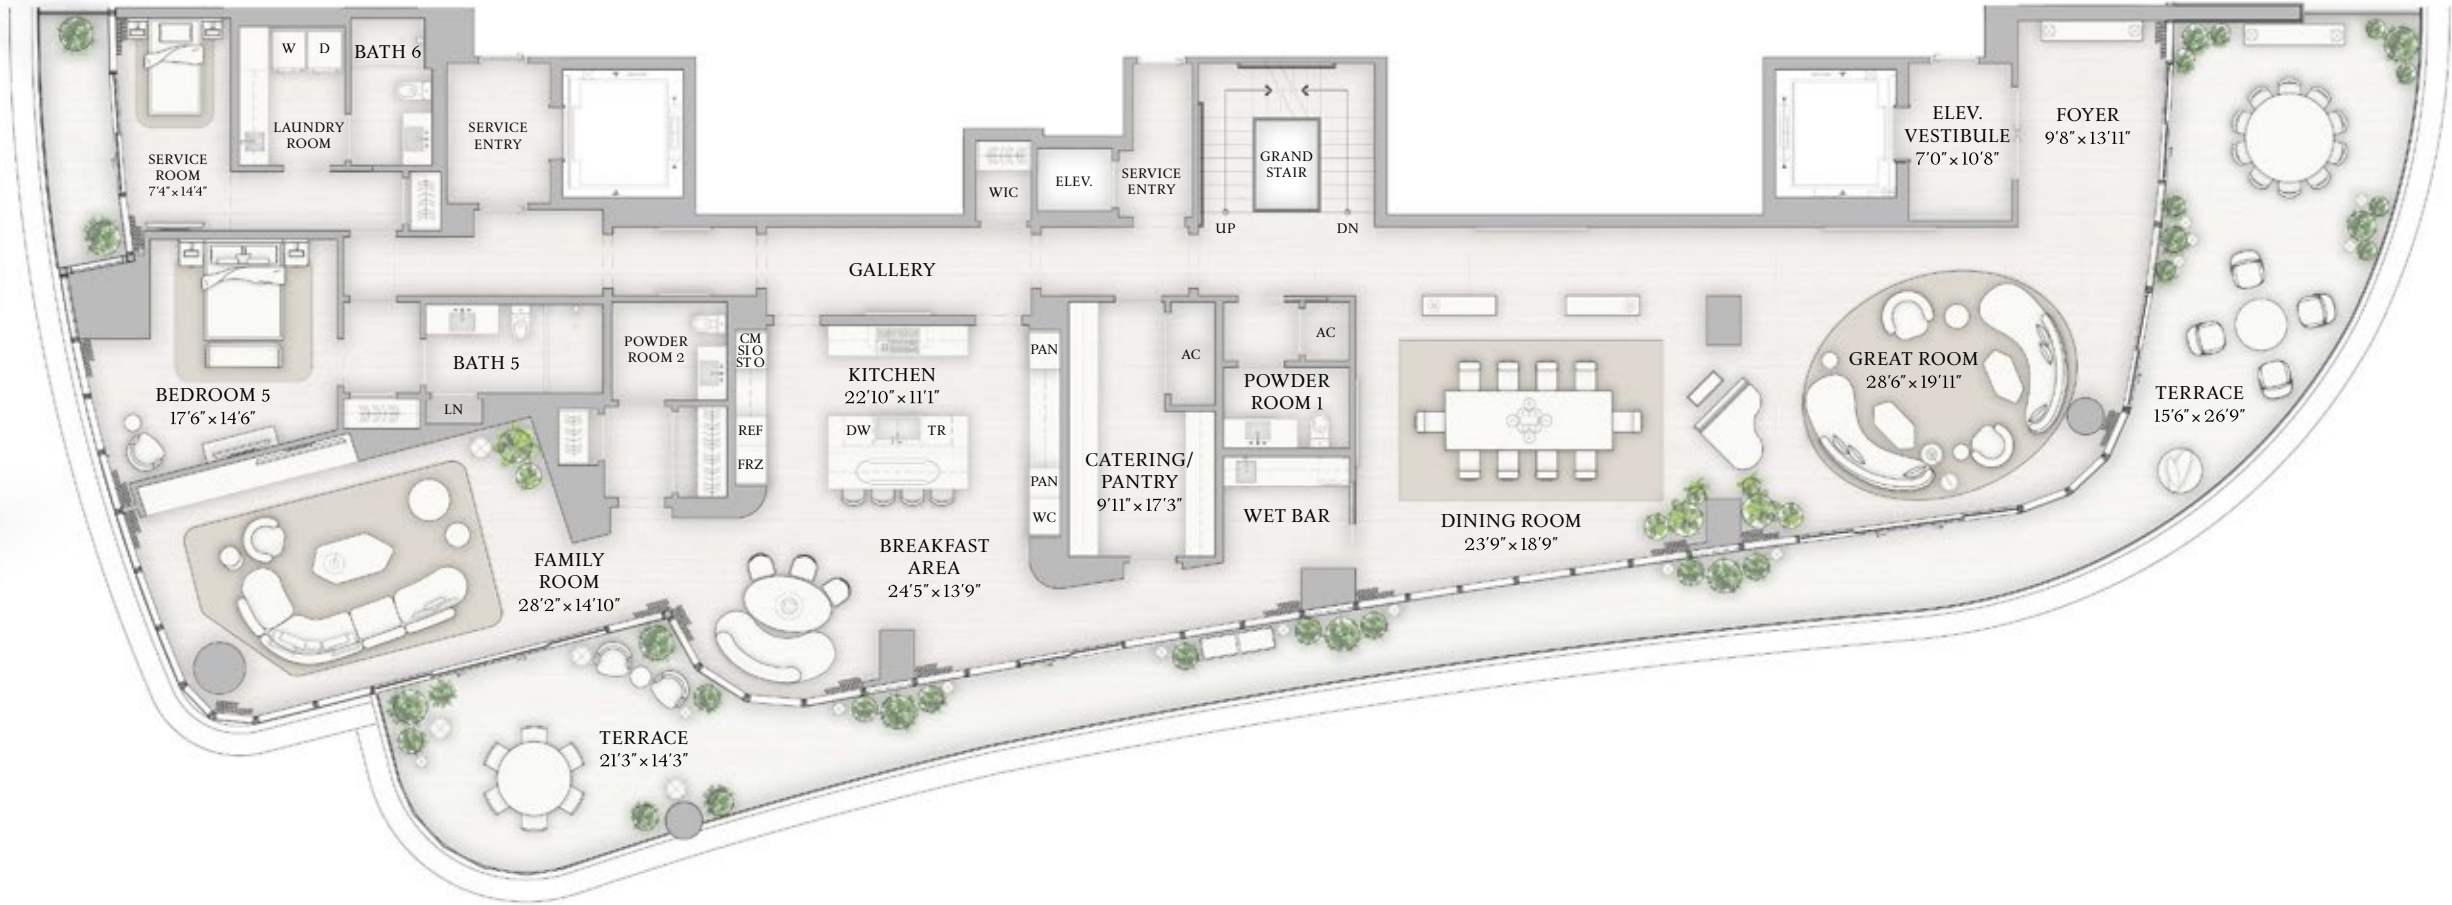 BATH 6
W D
LAUNDRY
ROOM
SERVICE
ROOM
7'4" × 14'4"
SERVICE
ENTRY
WIC
ELEV.
SERVICE
ENTRY
GRAND
STAIR
UP
DN
ELEV.
VESTIBULE
7'0" × 10'8"
FOYER
9'8" × 13'11"
GALLERY
BEDROOM 5
17'6" × 14'6"
BATH 5
LN
POWDER
ROOM 2
CM
SI O
ST O
REF
FRZ
KITCHEN
22'10" × 11'1"
DW
TR
PAN
PAN
WC
AC
AC
CATERING/
PANTRY
9'11" × 17'3"
POWDER
ROOM 1
WET BAR
DINING ROOM
23'9" × 18'9"
GREAT ROOM
28'6" × 19'11"
TERRACE
15'6" × 26'9"
FAMILY
ROOM
28'2" × 14'10"
BREAKFAST
AREA
24'5" × 13'9"
TERRACE
21'3" × 14'3"